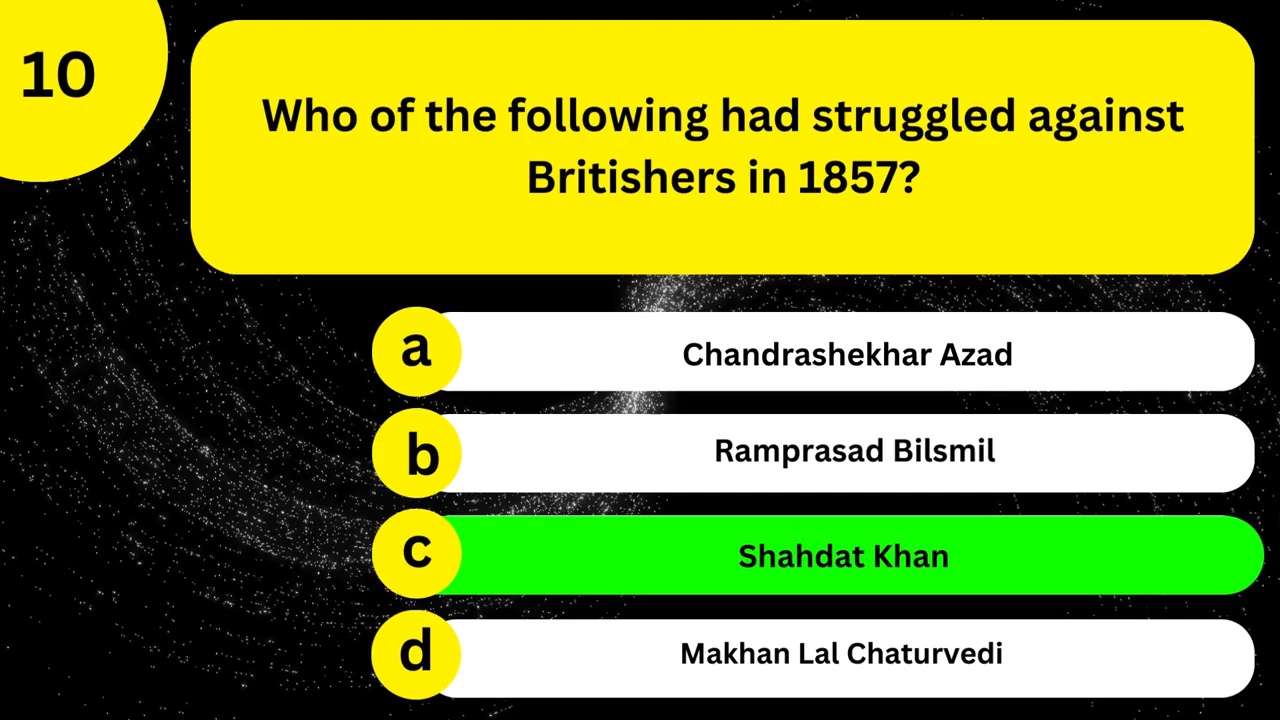 10
Who of the following had struggled against
Britishers in 1857?
a
Chandrashekhar Azad
b
Ramprasad Bilsmil
c
Shahdat Khan
d
Makhan Lal Chaturvedi